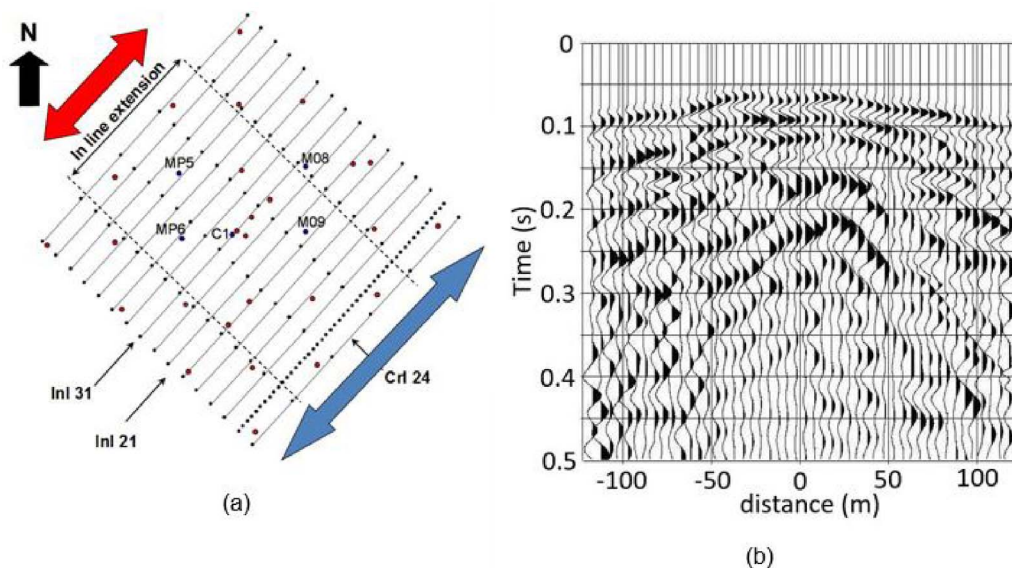 N
In line extension
MP5
M08
MP6
C1
M09
Inl 31
Inl 21
Crl 24
(a)
0
0.1
0.2
0.3
0.4
0.5
Time (s)
-100
-50
0
50
100
distance (m)
(b)